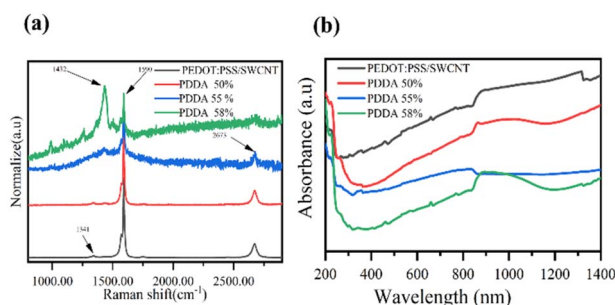 (a)
1432
1590
PEDOT:PSS/SWCNT
PDDA 50%
PDDA 55 %
PDDA 58%
2673
1341
Normalize(a.u)
1000.00 1500.00 2000.00 2500.00
Raman shift(cm-1)
(b)
PEDOT:PSS/SWCNT
PDDA 50%
PDDA 55%
PDDA 58%
Absorbance (a.u)
200 400 600 800 1000 1200 1400
Wavelength (nm)